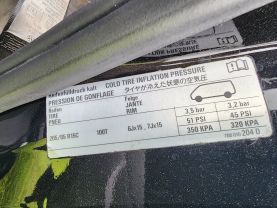 Reifenfülldruck kalt COLD TIRE INFLATION PRESSURE
PRESSION DE GONFLAGE タイヤが冷えた状態の空気圧
Reifen
TIRE
PNEU
Felge
JANTE
RIM
3,5 bar 3,2 bar
51 PSI 45 PSI
205/65 R16C 100T 6Jx15 , 7Jx15 350 KPA 320 KPA
204 D